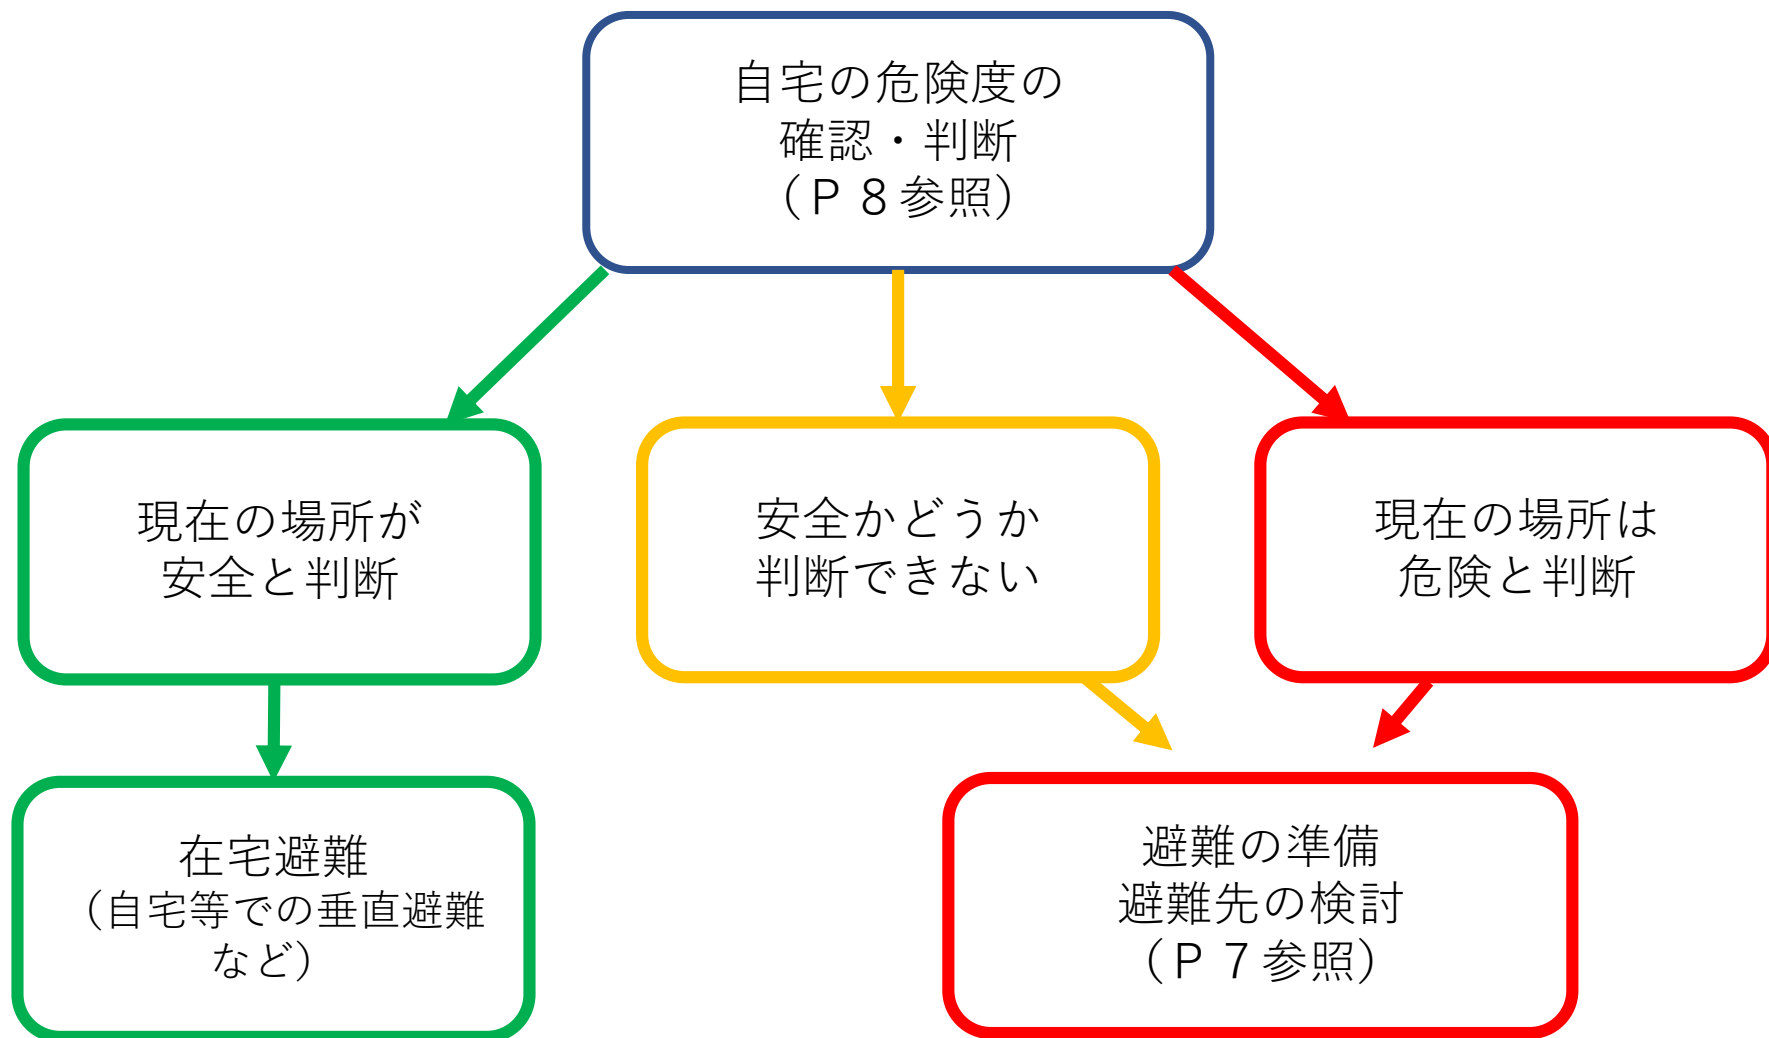 自宅の危険度の
確認・判断
（Ｐ８参照）
現在の場所が
安全と判断
安全かどうか
判断できない
現在の場所は
危険と判断
在宅避難
（自宅等での垂直避難
など）
避難の準備
避難先の検討
（Ｐ７参照）